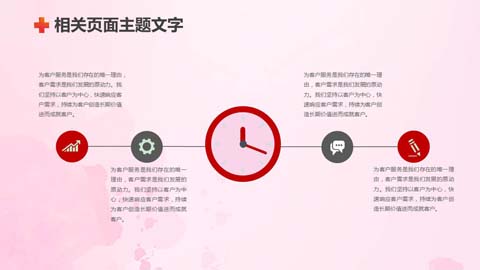 相关页面主题文字
为客户服务是我们存在的唯一理由，
客户需求是我们发展的原动力。我
们坚持以客户为中心，快速响应客
户需求，持续为客户创造长期价值
进而成就客户。
为客户服务是我们存在的唯一
理由，客户需求是我们发展的
原动力。我们坚持以客户为中
心，快速响应客户需求，持续
为客户创造长期价值进而成就
客户。
为客户服务是我们存在的唯一理由，
客户需求是我们发展的原动力。我
们坚持以客户为中心，快速响应客
户需求，持续为客户创造长期价值
进而成就客户。
为客户服务是我们存在的唯一理
由，客户需求是我们发展的原动力。
我们坚持以客户为中心，快
速响应客户需求，持续为客户创
造长期价值进而成就客户。